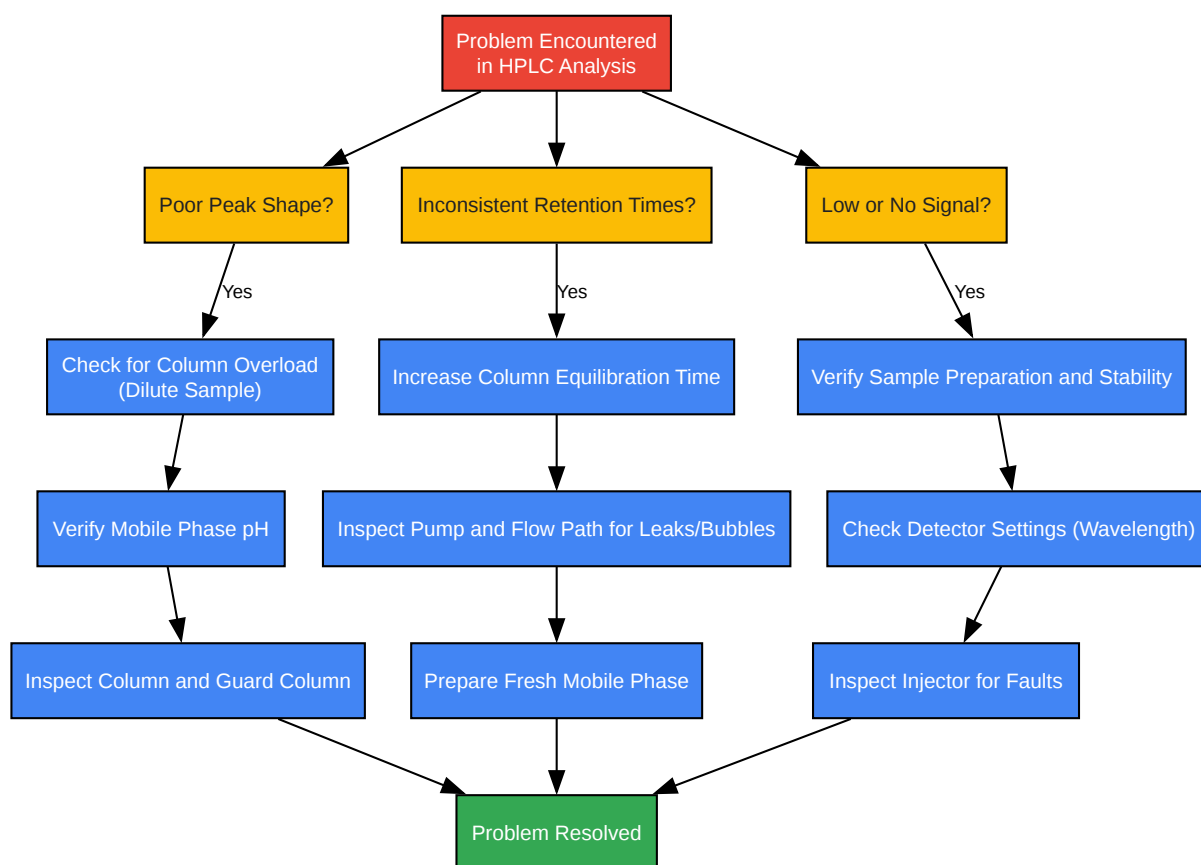 Problem Encountered
in HPLC Analysis
Poor Peak Shape?
Inconsistent Retention Times?
Low or No Signal?
Yes
Yes
Yes
Check for Column Overload
(Dilute Sample)
Increase Column Equilibration Time
Verify Sample Preparation and Stability
Verify Mobile Phase pH
Inspect Pump and Flow Path for Leaks/Bubbles
Check Detector Settings (Wavelength)
Inspect Column and Guard Column
Prepare Fresh Mobile Phase
Inspect Injector for Faults
Problem Resolved